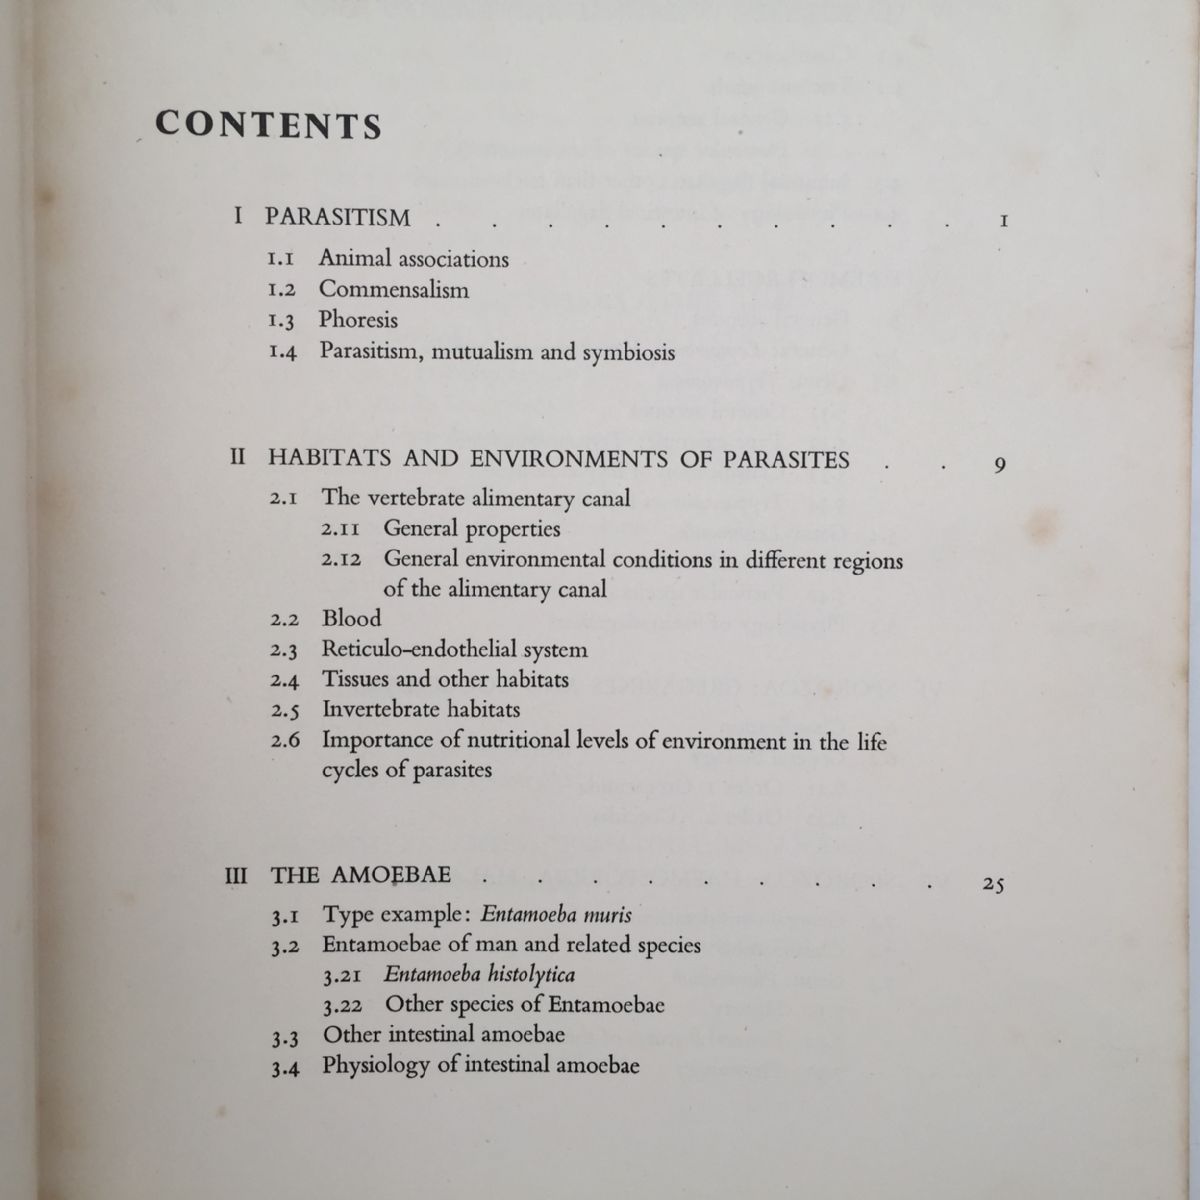 CONTENTS
I PARASITISM . . . . . . . . . . 1
1.1 Animal associations
1.2 Commensalism
1.3 Phoresis
1.4 Parasitism, mutualism and symbiosis
II HABITATS AND ENVIRONMENTS OF PARASITES . . 9
2.1 The vertebrate alimentary canal
2.11 General properties
2.12 General environmental conditions in different regions
of the alimentary canal
2.2 Blood
2.3 Reticulo-endothelial system
2.4 Tissues and other habitats
2.5 Invertebrate habitats
2.6 Importance of nutritional levels of environment in the life
cycles of parasites
III THE AMOEBAE . . . . . . . . . 25
3.1 Type example: Entamoeba muris
3.2 Entamoebae of man and related species
3.21 Entamoeba histolytica
3.22 Other species of Entamoebae
3.3 Other intestinal amoebae
3.4 Physiology of intestinal amoebae